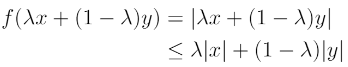 f(λx + (1 − λ)y) = |λx + (1 − λ)y|
≤ λ|x| + (1 − λ)|y|